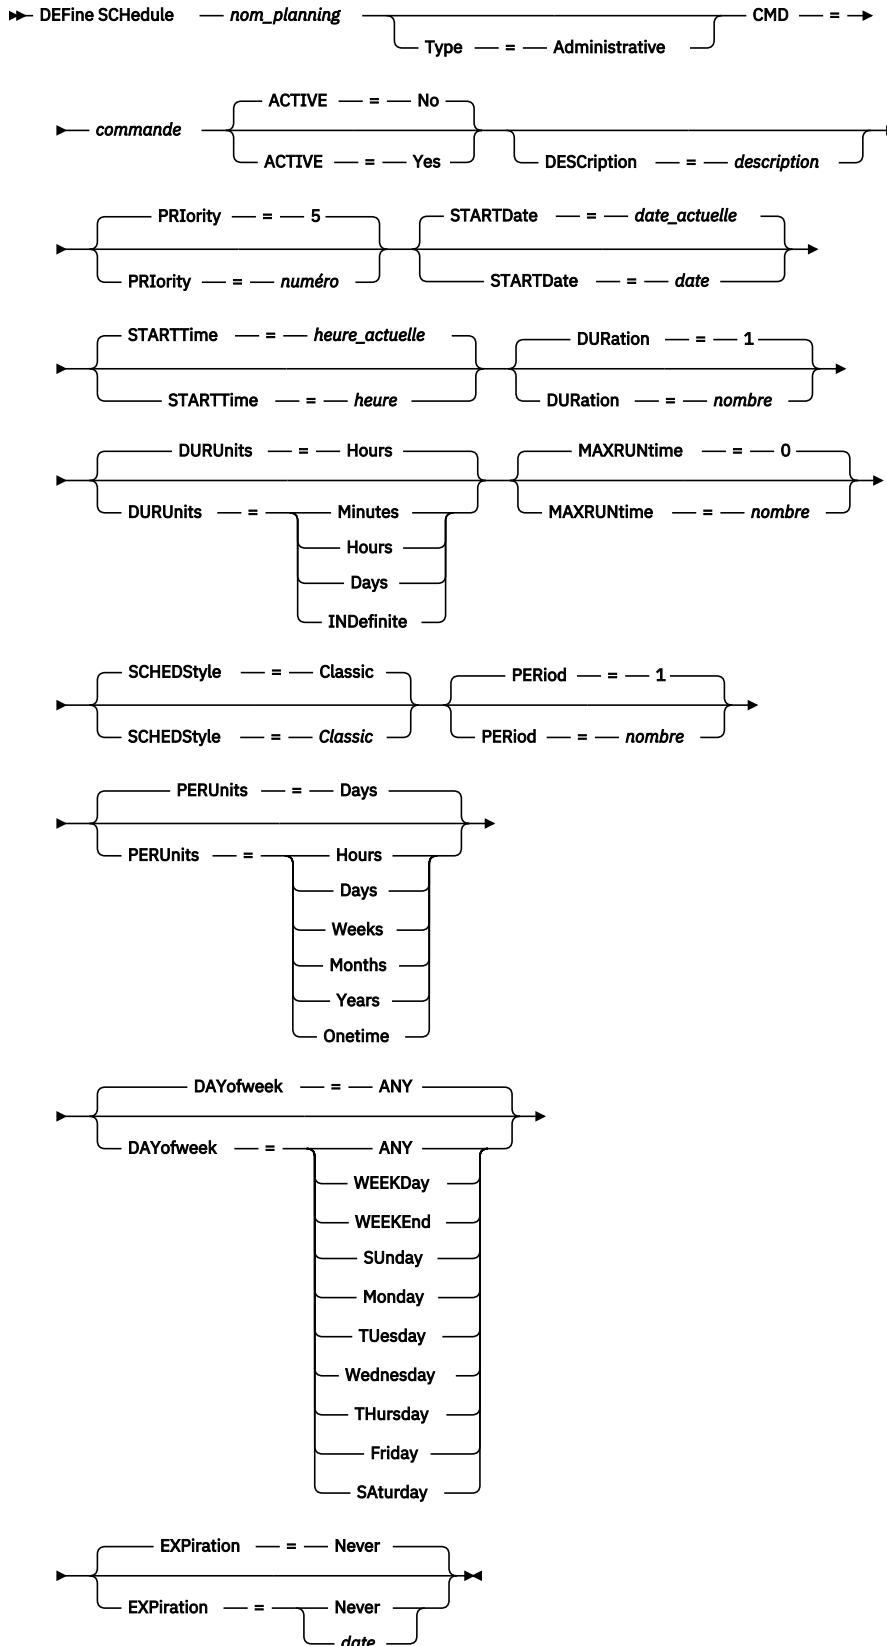 DEFine SCHedule nom_planning CMD =
Type = Administrative
commande ACTIVE = No
ACTIVE = Yes
DESCription = description
PRIority = 5
PRIority = numéro
STARTDate = date_actuelle
STARTDate = date
STARTTime = heure_actuelle
STARTTime = heure
DURation = 1
DURation = nombre
DURUnits = Hours
DURUnits = Minutes
Hours
Days
INDefinite
MAXRUNtime = 0
MAXRUNtime = nombre
SCHEDStyle = Classic
SCHEDStyle = Classic
PERiod = 1
PERiod = nombre
PERUnits = Days
PERUnits = Hours
Days
Weeks
Months
Years
Onetime
DAYofweek = ANY
DAYofweek = ANY
WEEKDay
WEEKEnd
SUnday
Monday
TUesday
Wednesday
THursday
Friday
SAturday
EXPiration = Never
EXPiration = Never
date